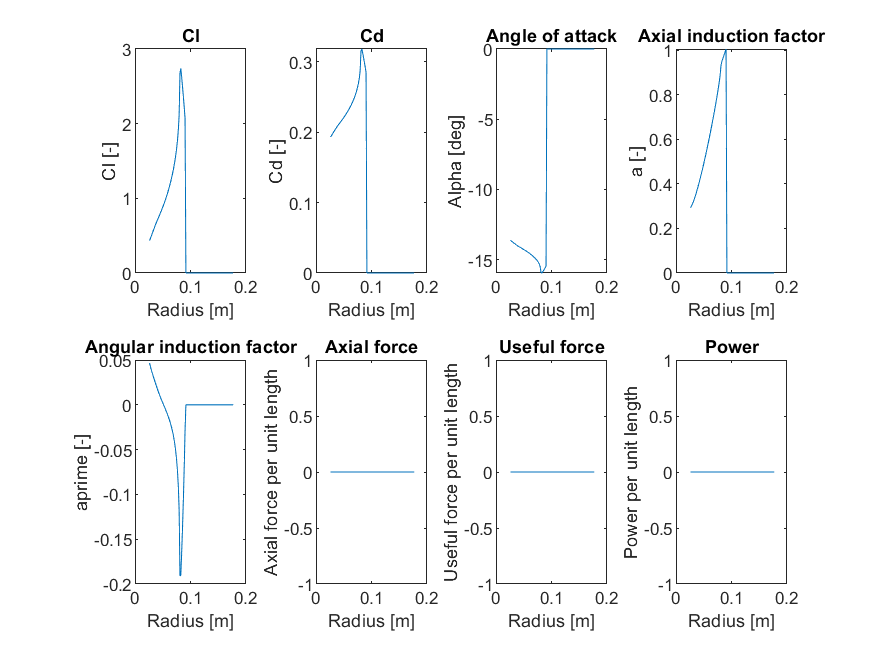 Cl
Cl [-]
3
2
1
0
0
0.1
0.2
Radius [m]
Cd
Cd [-]
0.3
0.2
0.1
0
0
0.1
0.2
Radius [m]
Angle of attack
Alpha [deg]
0
-5
-10
-15
0
0.1
0.2
Radius [m]
Axial induction factor
a [-]
1
0.8
0.6
0.4
0.2
0
0
0.1
0.2
Radius [m]
Angular induction factor
aprime [-]
0.05
0
-0.05
-0.1
-0.15
-0.2
0
0.1
0.2
Radius [m]
Axial force
Axial force per unit length
1
0.5
0
-0.5
-1
0
0.1
0.2
Radius [m]
Useful force
Useful force per unit length
1
0.5
0
-0.5
-1
0
0.1
0.2
Radius [m]
Power
Power per unit length
1
0.5
0
-0.5
-1
0
0.1
0.2
Radius [m]